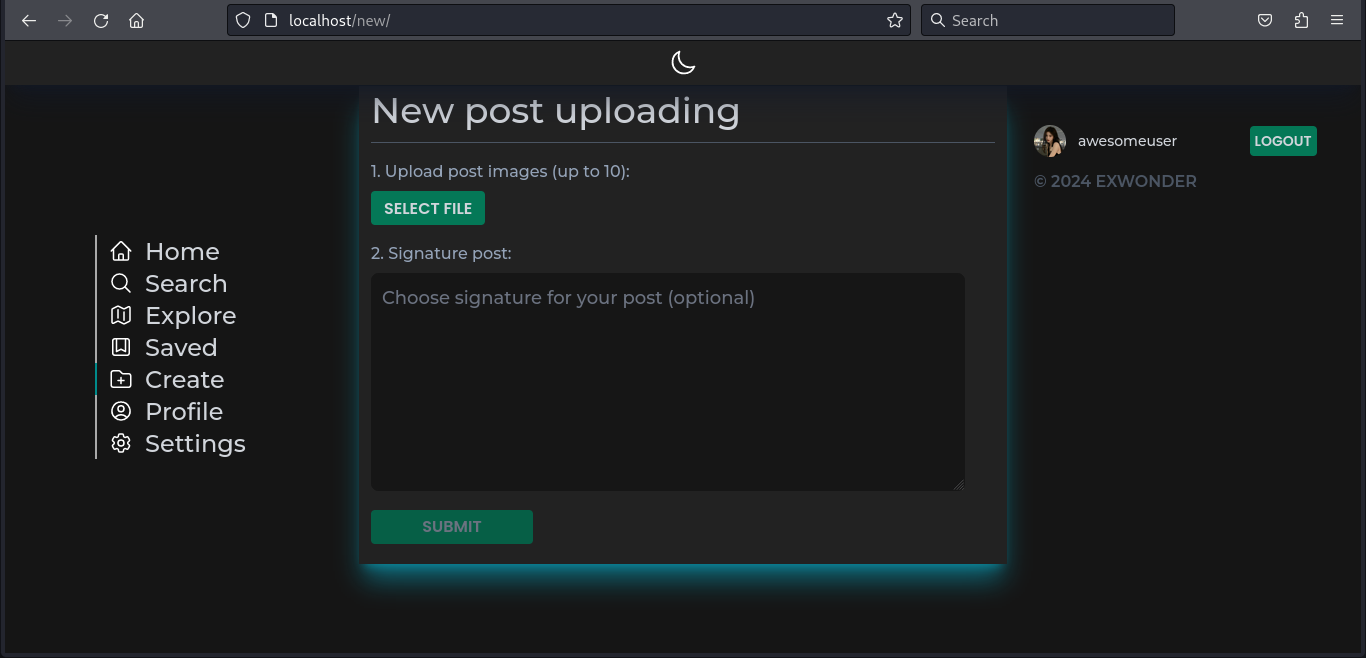 localhost/new/
Search
New post uploading
1. Upload post images (up to 10):
SELECT FILE
2. Signature post:
Choose signature for your post (optional)
SUBMIT
Home
Search
Explore
Saved
Create
Profile
Settings
awesomeuser
LOGOUT
© 2024 EXWONDER